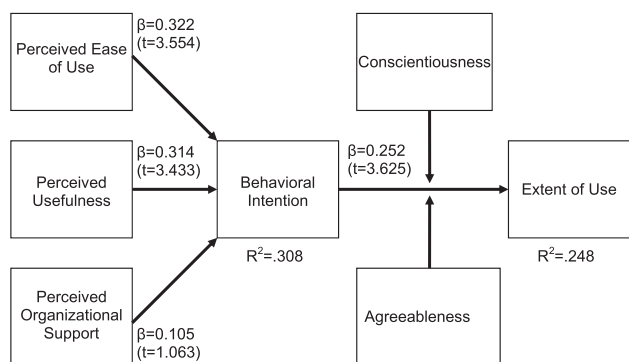 β=0.322
(t=3.554)
Perceived Ease
of Use
Conscientiousness
β=0.314
(t=3.433)
Perceived
Usefulness
Behavioral
Intention
β=0.252
(t=3.625)
Extent of Use
R²=.308
R²=.248
Perceived
Organizational
Support
β=0.105
(t=1.063)
Agreeableness